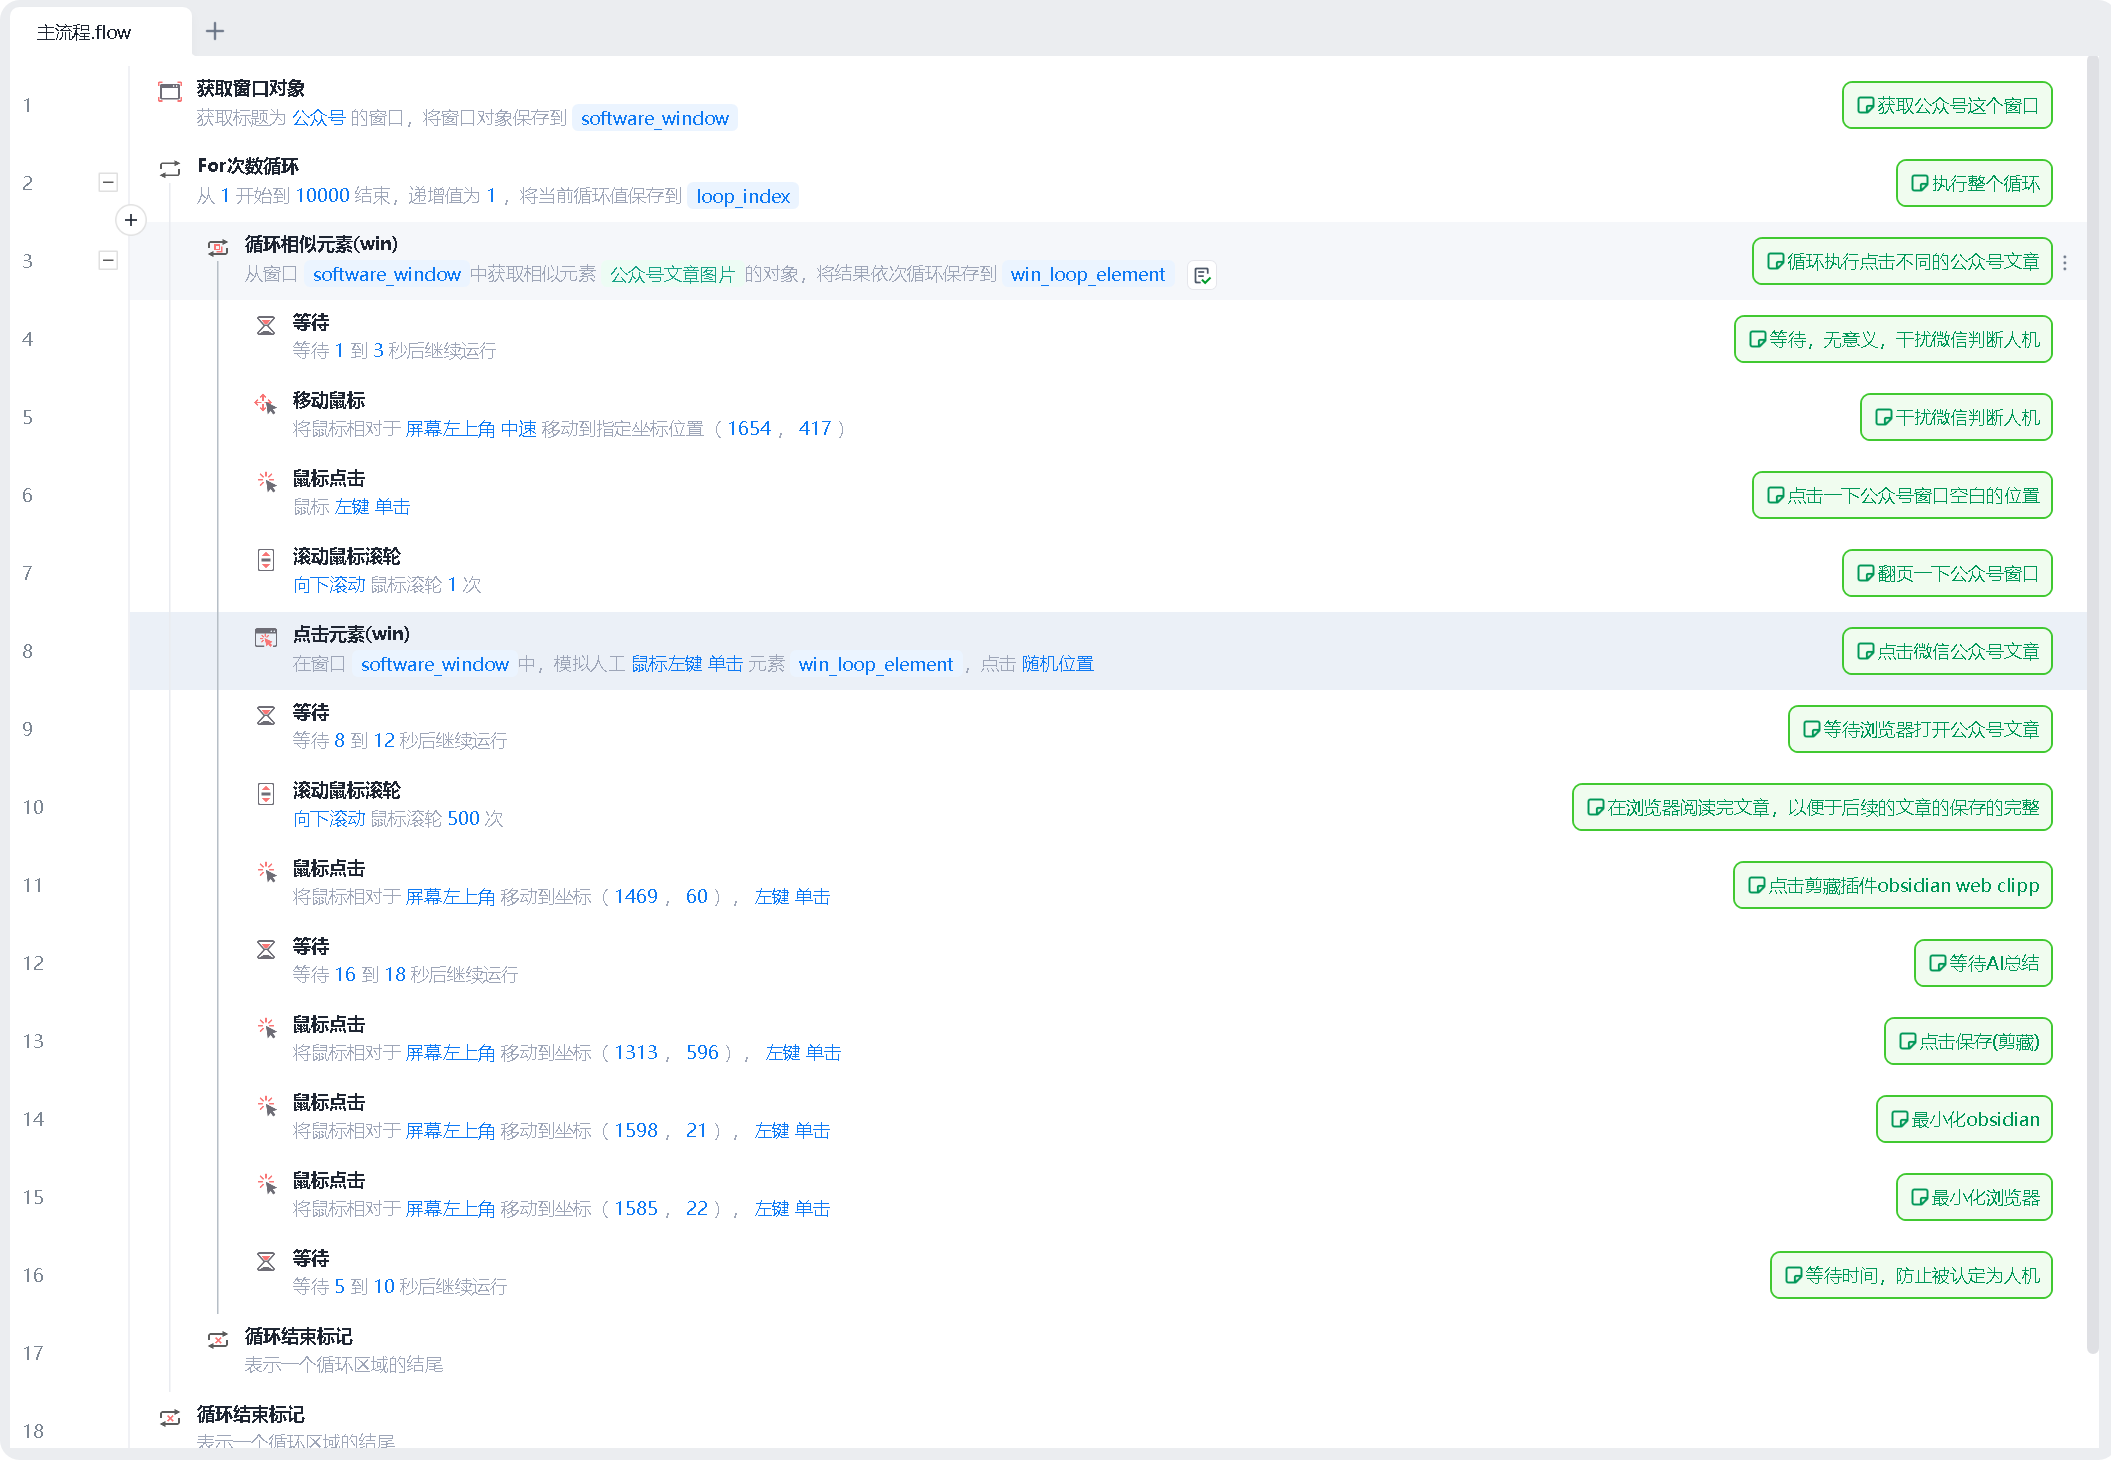 主流程.flow
1
获取窗口对象
获取标题为 公众号 的窗口，将窗口对象保存到 software_window
获取公众号这个窗口
2
For次数循环
从 1 开始到 10000 结束，递增值为 1 ，将当前循环值保存到 loop_index
执行整个循环
3
循环相似元素(win)
从窗口 software_window 中获取相似元素 公众号文章图片 的对象，将结果依次循环保存到 win_loop_element
循环执行点击不同的公众号文章
4
等待
等待 1 到 3 秒后继续运行
等待，无意义，干扰微信判断人机
5
移动鼠标
将鼠标相对于 屏幕左上角 中速 移动到指定坐标位置（ 1654 ， 417 ）
干扰微信判断人机
6
鼠标点击
鼠标 左键 单击
点击一下公众号窗口空白的位置
7
滚动鼠标滚轮
向下滚动 鼠标滚轮 1 次
翻页一下公众号窗口
8
点击元素(win)
在窗口 software_window 中，模拟人工 鼠标左键 单击 元素 win_loop_element ，点击 随机位置
点击微信公众号文章
9
等待
等待 8 到 12 秒后继续运行
等待浏览器打开公众号文章
10
滚动鼠标滚轮
向下滚动 鼠标滚轮 500 次
在浏览器阅读完文章，以便于后续的文章的保存的完整
11
鼠标点击
将鼠标相对于 屏幕左上角 移动到坐标（ 1469 ， 60 ）， 左键 单击
点击剪藏插件obsidian web clipp
12
等待
等待 16 到 18 秒后继续运行
等待AI总结
13
鼠标点击
将鼠标相对于 屏幕左上角 移动到坐标（ 1313 ， 596 ）， 左键 单击
点击保存(剪藏)
14
鼠标点击
将鼠标相对于 屏幕左上角 移动到坐标（ 1598 ， 21 ）， 左键 单击
最小化obsidian
15
鼠标点击
将鼠标相对于 屏幕左上角 移动到坐标（ 1585 ， 22 ）， 左键 单击
最小化浏览器
16
等待
等待 5 到 10 秒后继续运行
等待时间，防止被认定为人机
17
循环结束标记
表示一个循环区域的结尾
18
循环结束标记
表示一个循环区域的结尾